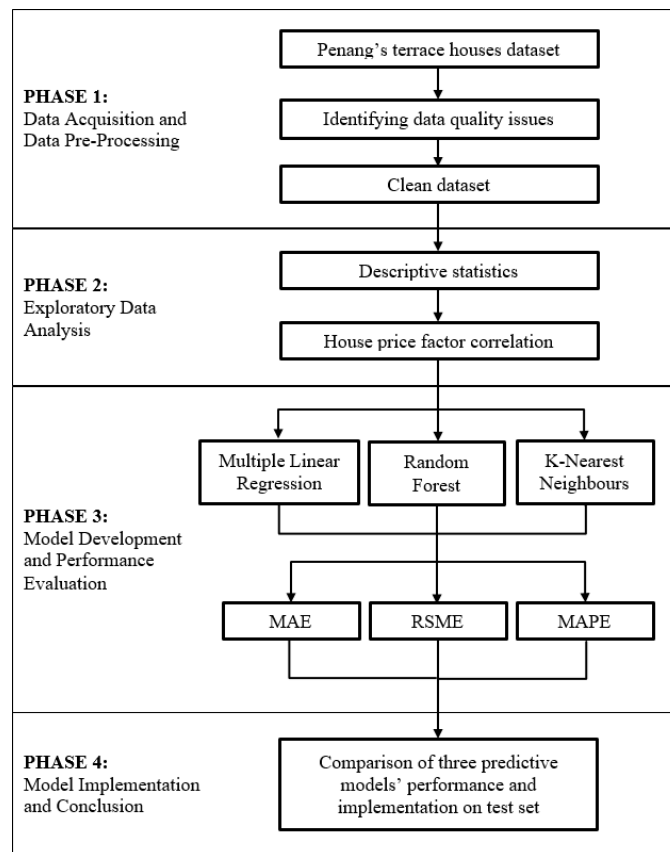 Penang's terrace houses dataset
PHASE 1:
Data Acquisition and
Data Pre-Processing
Identifying data quality issues
Clean dataset
PHASE 2:
Exploratory Data
Analysis
Descriptive statistics
House price factor correlation
PHASE 3:
Model Development
and Performance
Evaluation
Multiple Linear
Regression
Random
Forest
K-Nearest
Neighbours
MAE
RSME
MAPE
PHASE 4:
Model Implementation
and Conclusion
Comparison of three predictive
models' performance and
implementation on test set